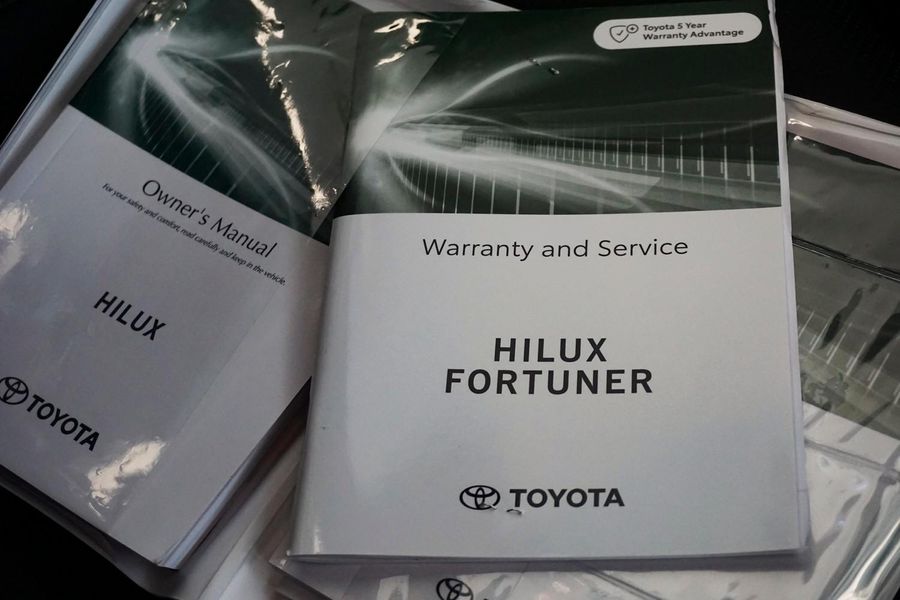 Owner's Manual
For your safety and comfort, read carefully and keep in the vehicle.
HILUX
TOYOTA
Toyota 5 Year
Warranty Advantage
Warranty and Service
HILUX
FORTUNER
TOYOTA